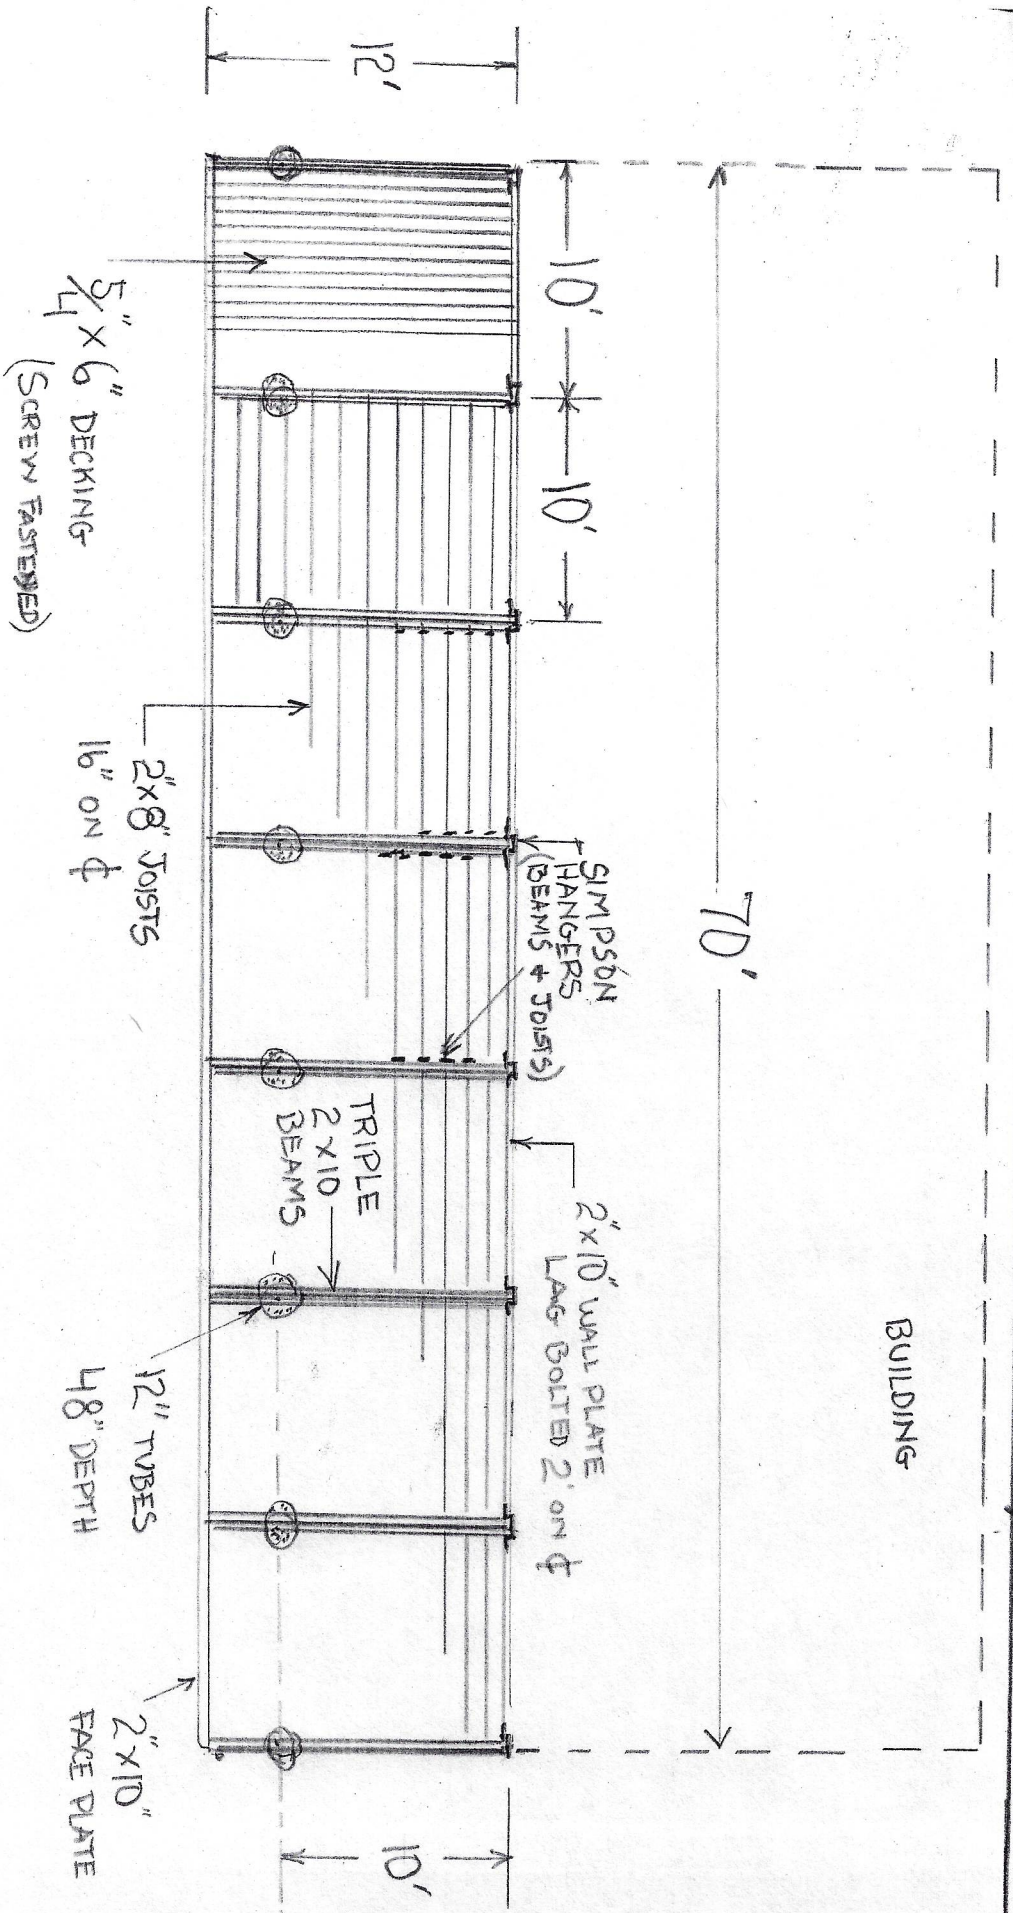 BUILDING
70'
12'
10'
10'
SIMPSON
HANGERS
(BEAMS & JOISTS)
2"x10" WALL PLATE
LAG BOLTED 2' ON ℄
10'
TRIPLE
2x10
BEAMS
5/4" x 6" DECKING
(SCREW FASTENED)
2"x8" JOISTS
16" ON ℄
12" TUBES
48" DEPTH
2"x10"
FACE PLATE